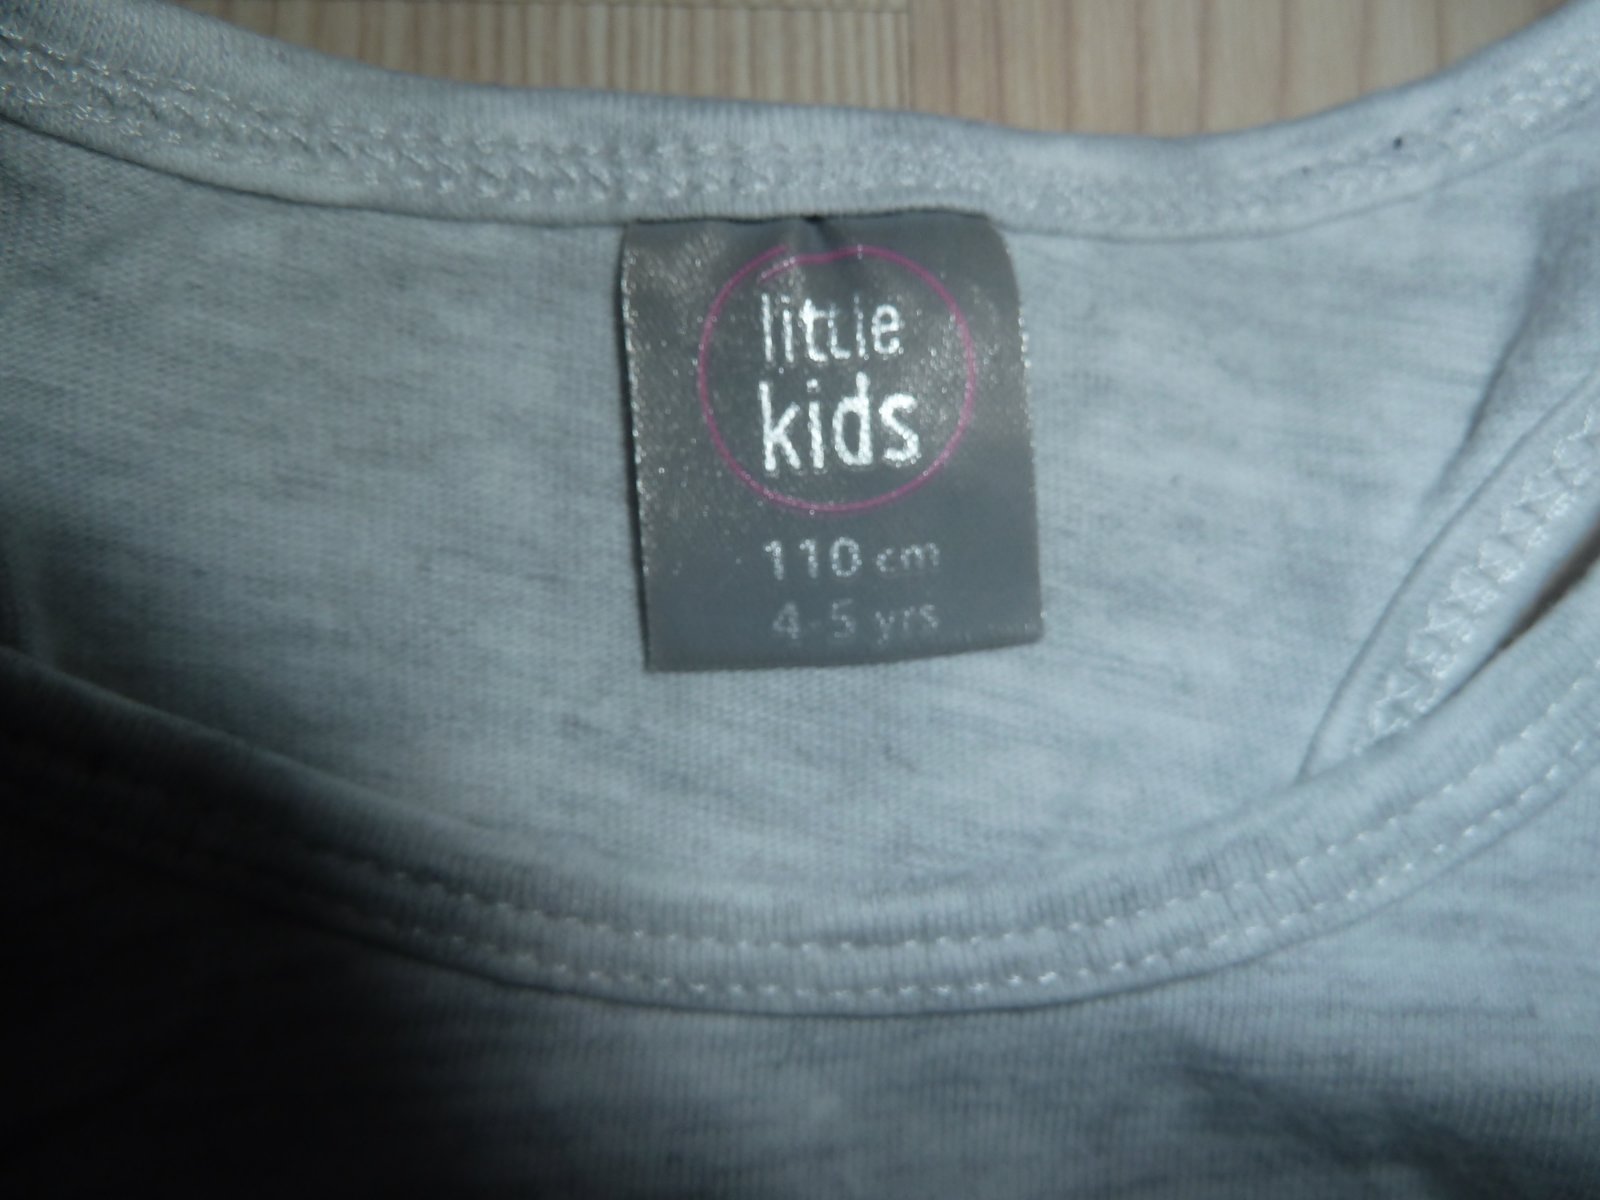 little
kids
110 cm
4-5 yrs